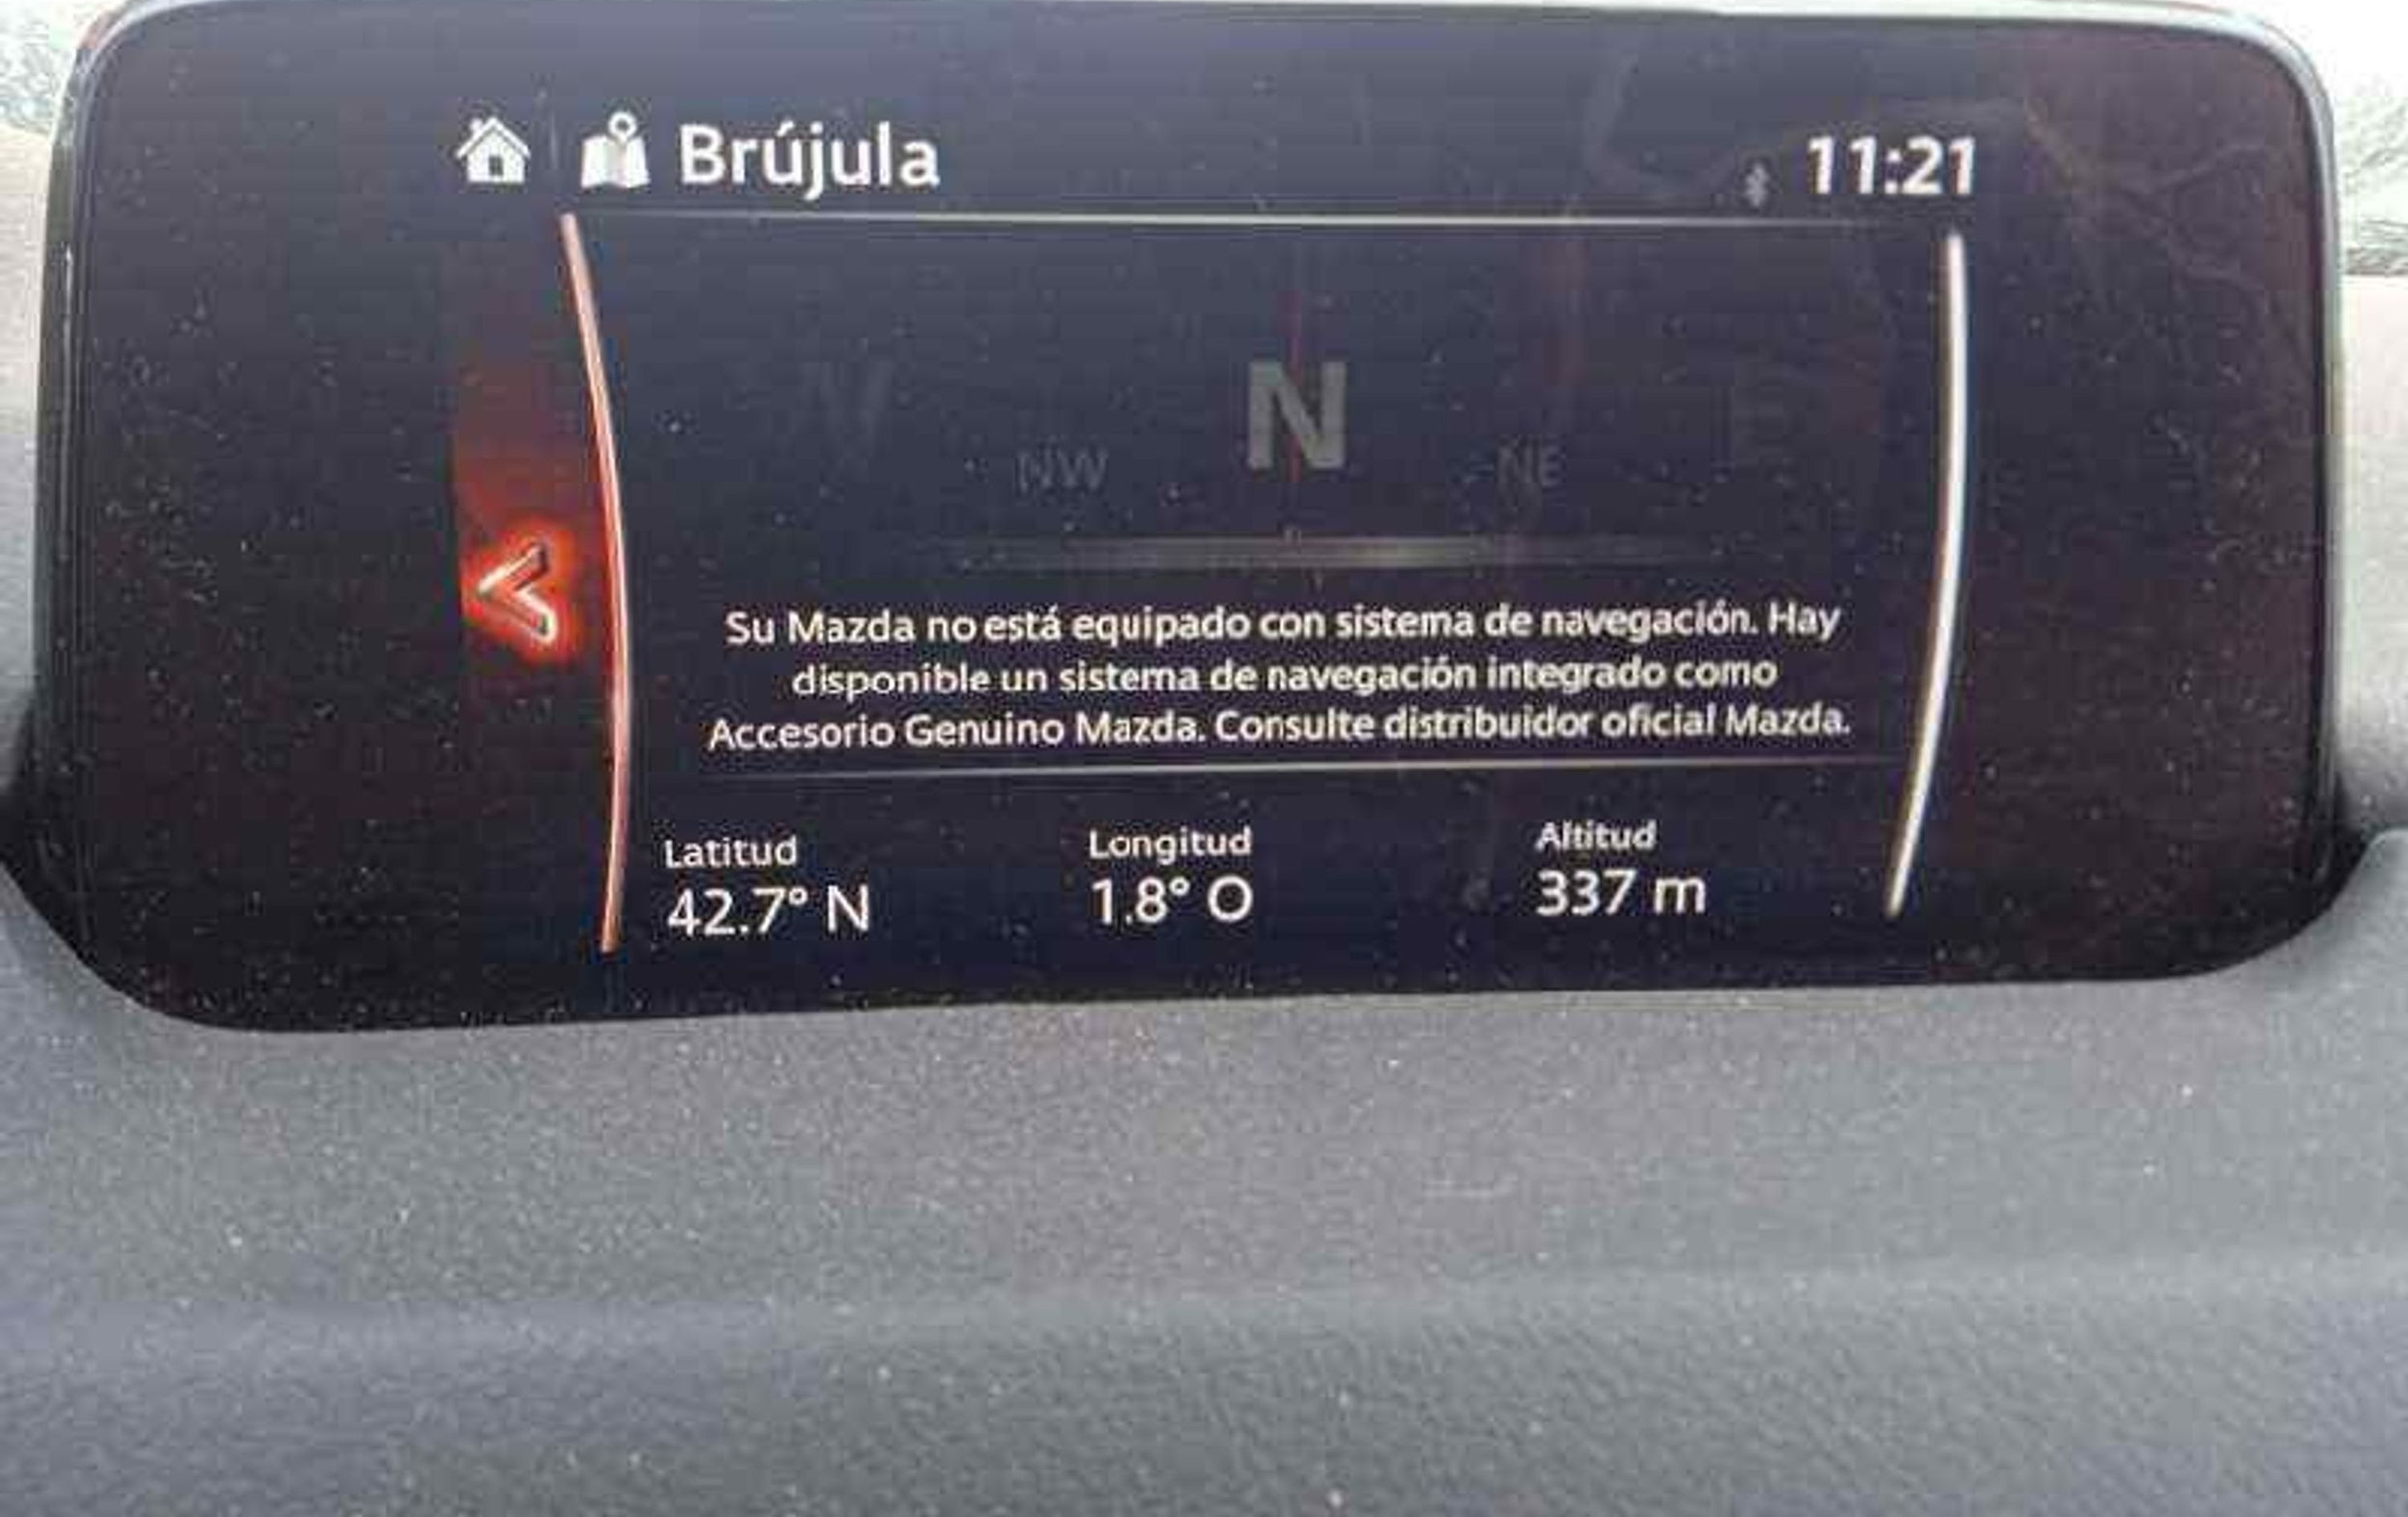 Brújula
11:21
N
NW
NE
E
Su Mazda no está equipado con sistema de navegación. Hay
disponible un sistema de navegación integrado como
Accesorio Genuino Mazda. Consulte distribuidor oficial Mazda.
Latitud
Longitud
Altitud
42.7° N
1.8° O
337 m